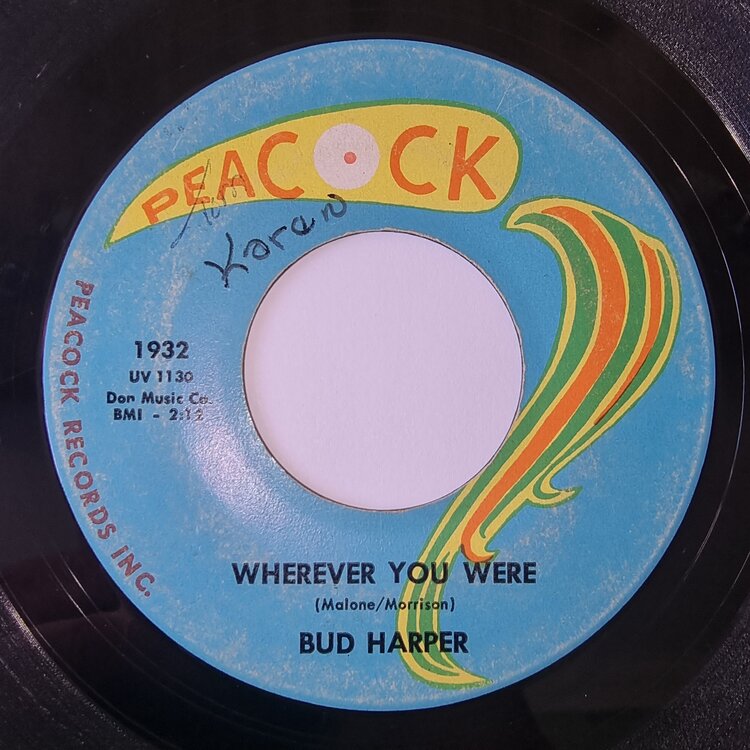 PEACOCK
Karen
PEACOCK RECORDS INC.
1932
UV 1130
Don Music Co.
BMI - 2:12
WHEREVER YOU WERE
(Malone/Morrison)
BUD HARPER